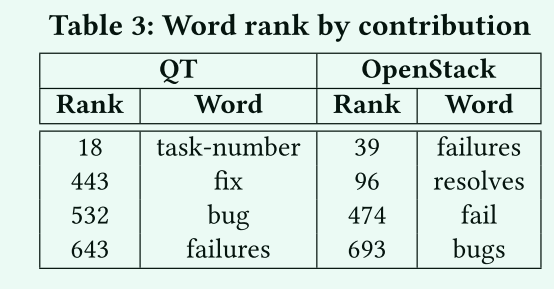 Table 3: Word rank by contribution
QT OpenStack
Rank Word Rank Word
18 task-number 39 failures
443 fix 96 resolves
532 bug 474 fail
643 failures 693 bugs